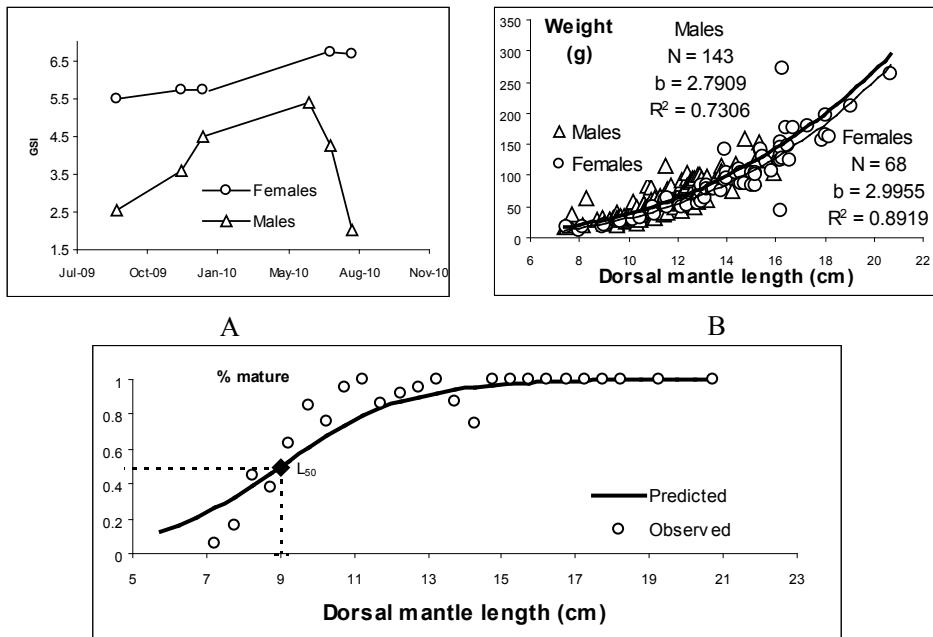 6.5
5.5
4.5
3.5
2.5
1.5
GSI
Females
Males
Jul-09 Oct-09 Jan-10 May-10 Aug-10 Nov-10
A
350
300
250
200
150
100
50
0
Weight
(g)
Males
N = 143
b = 2.7909
R² = 0.7306
Males
Females
Females
N = 68
b = 2.9955
R² = 0.8919
6 8 10 12 14 16 18 20 22
Dorsal mantle length (cm)
B
% mature
1
0.8
0.6
0.4
0.2
0
L50
Predicted
Observed
5 7 9 11 13 15 17 19 21 23
Dorsal mantle length (cm)